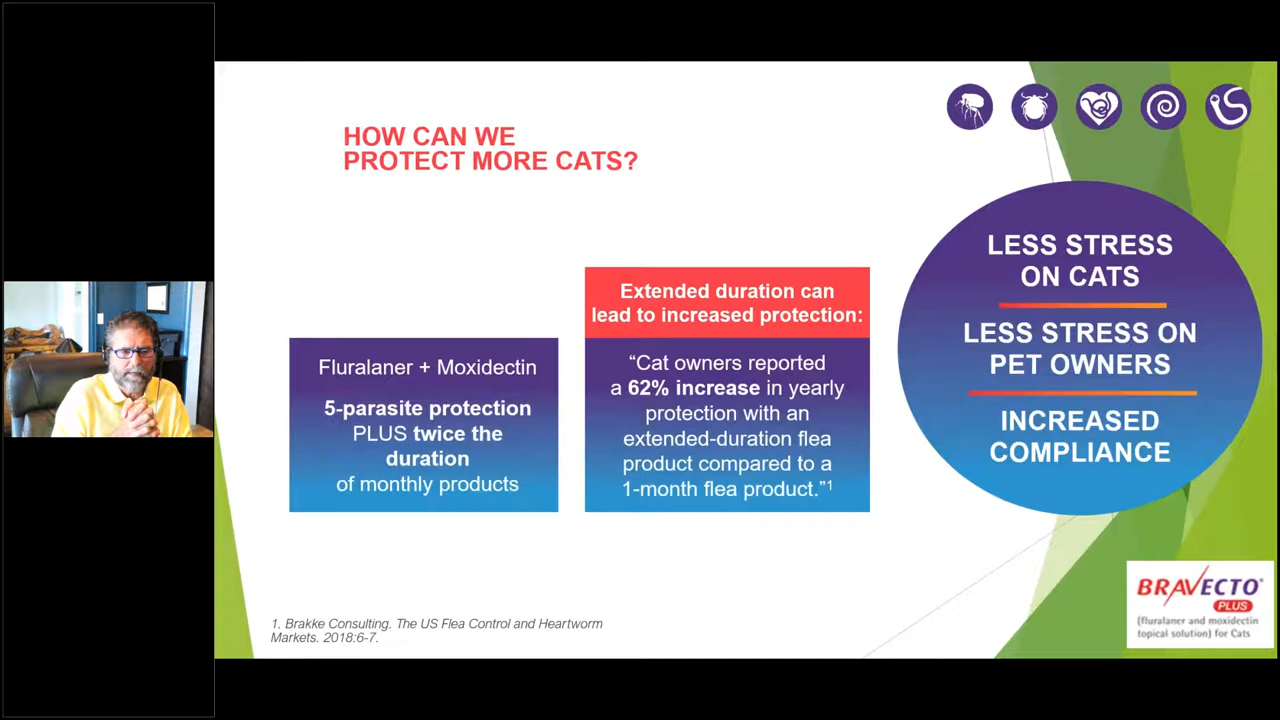 HOW CAN WE
PROTECT MORE CATS?
Fluralaner + Moxidectin
5-parasite protection
PLUS twice the
duration
of monthly products
Extended duration can
lead to increased protection:
“Cat owners reported
a 62% increase in yearly
protection with an
extended-duration flea
product compared to a
1-month flea product.”1
LESS STRESS
ON CATS
LESS STRESS ON
PET OWNERS
INCREASED
COMPLIANCE
1. Brakke Consulting. The US Flea Control and Heartworm
Markets. 2018:6-7.
BRAVECTO®
PLUS
(fluralaner and moxidectin
topical solution) for Cats